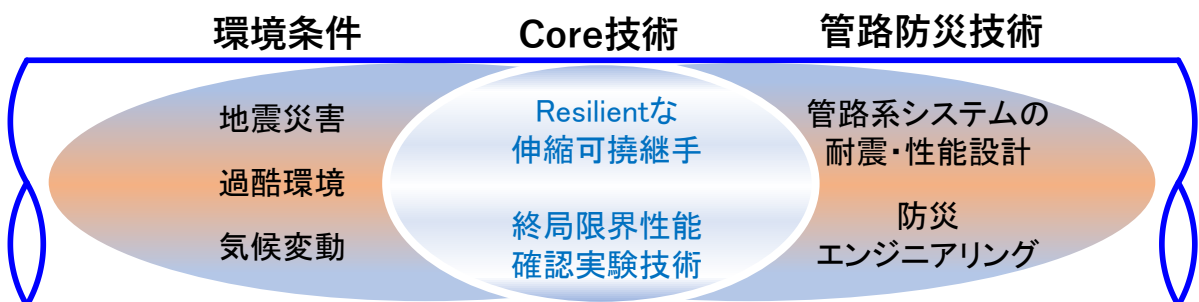 環境条件
Core技術
管路防災技術
地震災害
過酷環境
気候変動
Resilientな
伸縮可撓継手
終局限界性能
確認実験技術
管路系システムの
耐震・性能設計
防災
エンジニアリング